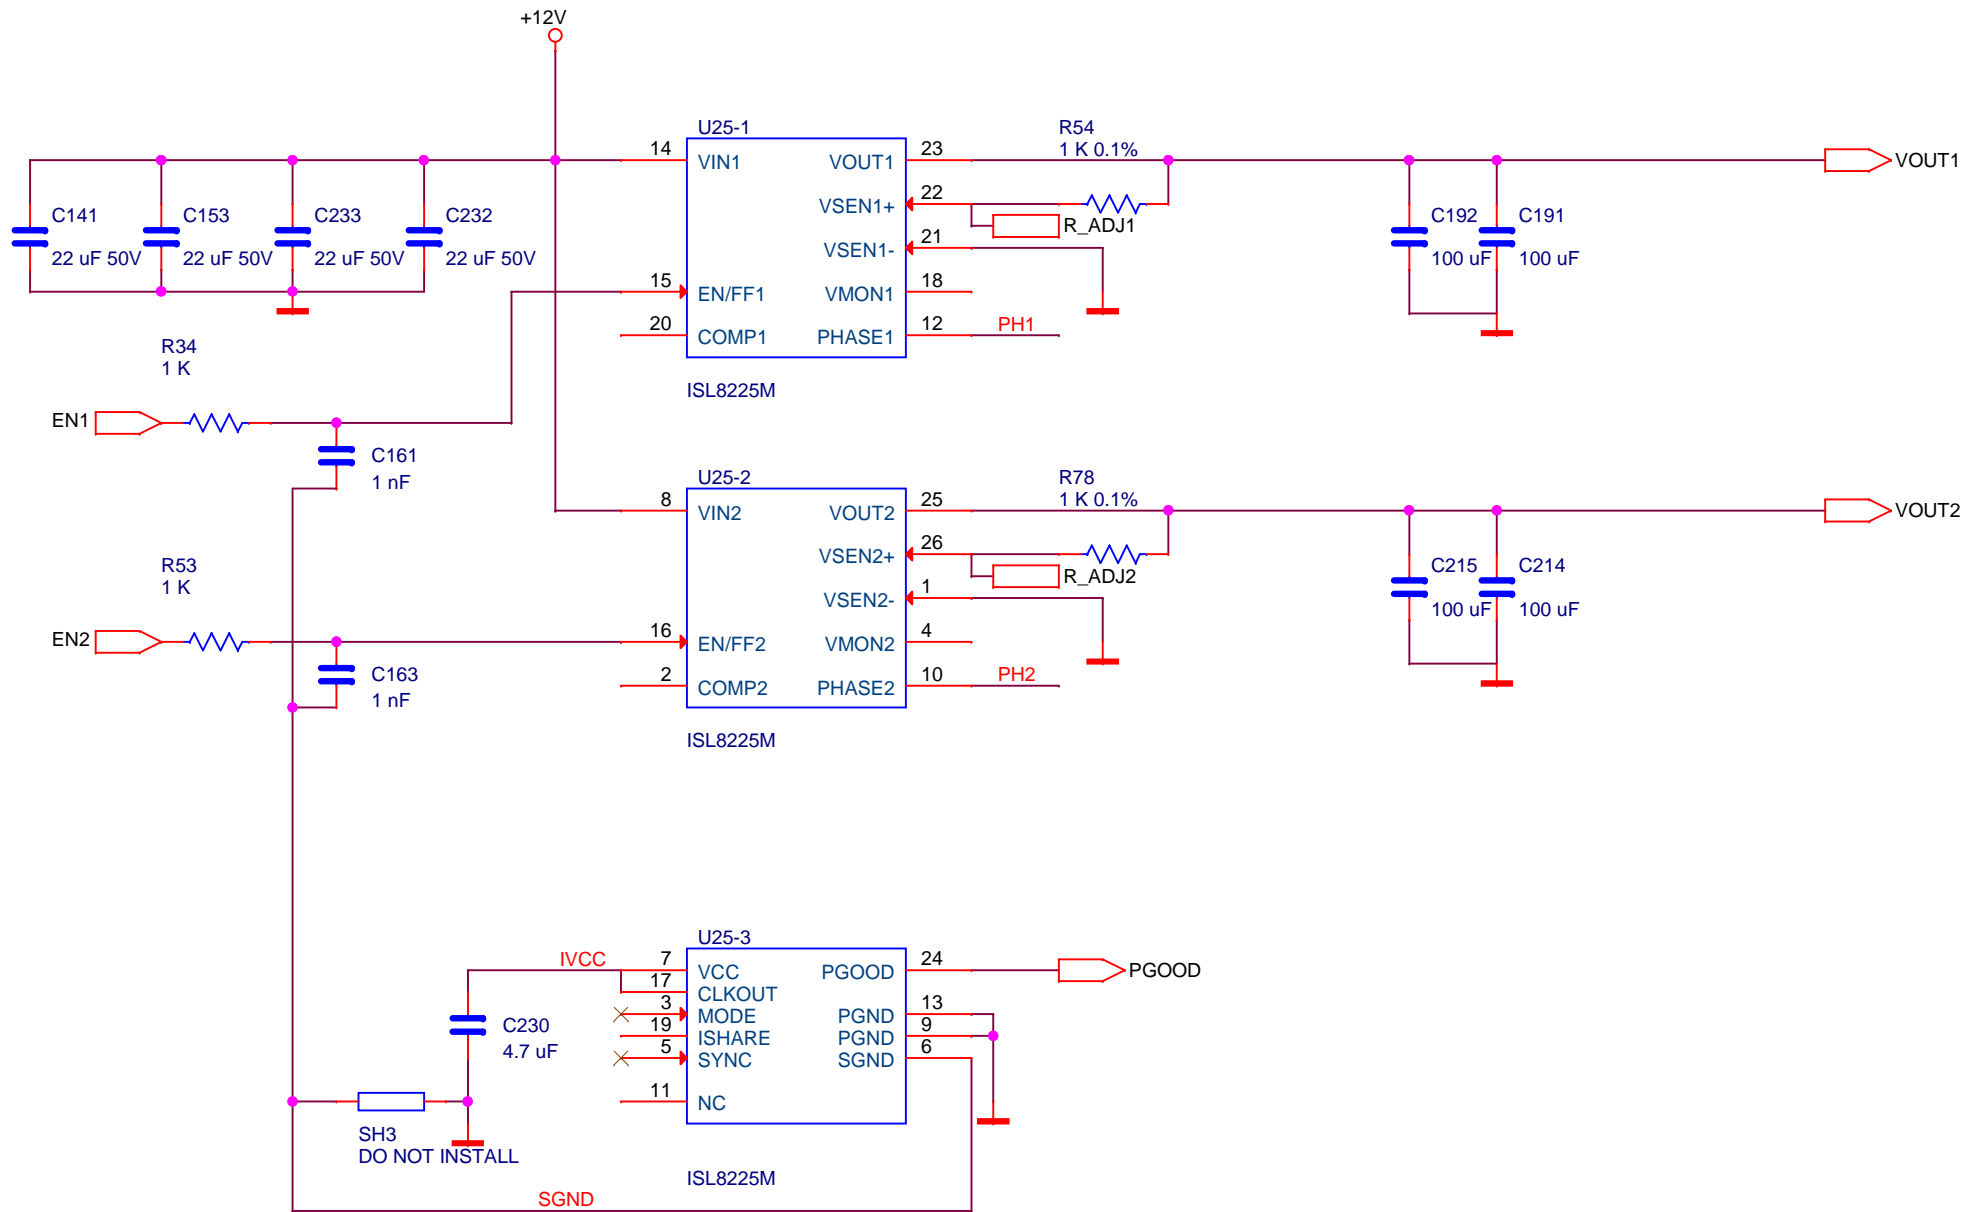 +12V
U25-1
14
VIN1
VOUT1
23
VSEN1+
22
VSEN1-
21
15
EN/FF1
VMON1
18
20
COMP1
PHASE1
12
PH1
ISL8225M
R54
1 K 0.1%
R_ADJ1
VOUT1
C141
22 uF 50V
C153
22 uF 50V
C233
22 uF 50V
C232
22 uF 50V
C192
100 uF
C191
100 uF
R34
1 K
EN1
C161
1 nF
U25-2
8
VIN2
VOUT2
25
VSEN2+
26
VSEN2-
1
16
EN/FF2
VMON2
4
2
COMP2
PHASE2
10
PH2
ISL8225M
R78
1 K 0.1%
R_ADJ2
VOUT2
C215
100 uF
C214
100 uF
R53
1 K
EN2
C163
1 nF
U25-3
IVCC
7
VCC
PGOOD
24
PGOOD
17
CLKOUT
3
MODE
PGND
13
19
ISHARE
PGND
9
5
SYNC
SGND
6
11
NC
C230
4.7 uF
SH3
DO NOT INSTALL
ISL8225M
SGND